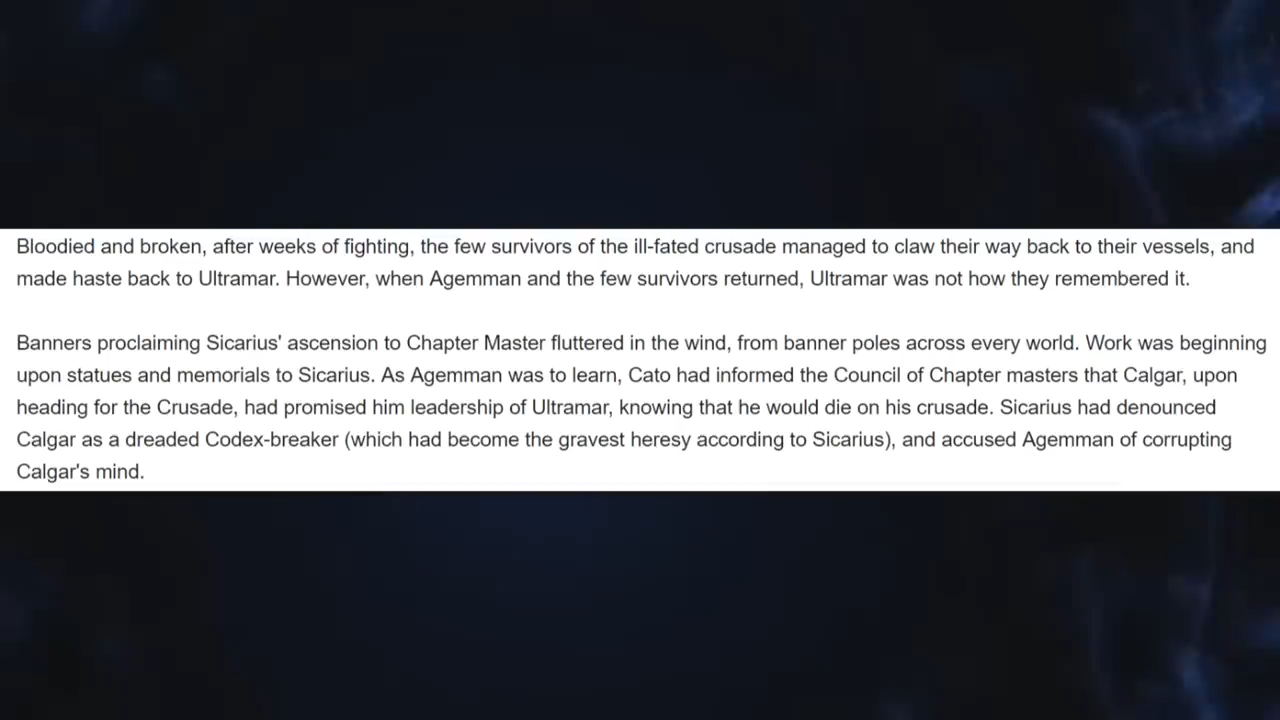 Bloodied and broken, after weeks of fighting, the few survivors of the ill-fated crusade managed to claw their way back to their vessels, and
made haste back to Ultramar. However, when Agemman and the few survivors returned, Ultramar was not how they remembered it.
Banners proclaiming Sicarius' ascension to Chapter Master fluttered in the wind, from banner poles across every world. Work was beginning
upon statues and memorials to Sicarius. As Agemman was to learn, Cato had informed the Council of Chapter masters that Calgar, upon
heading for the Crusade, had promised him leadership of Ultramar, knowing that he would die on his crusade. Sicarius had denounced
Calgar as a dreaded Codex-breaker (which had become the gravest heresy according to Sicarius), and accused Agemman of corrupting
Calgar's mind.